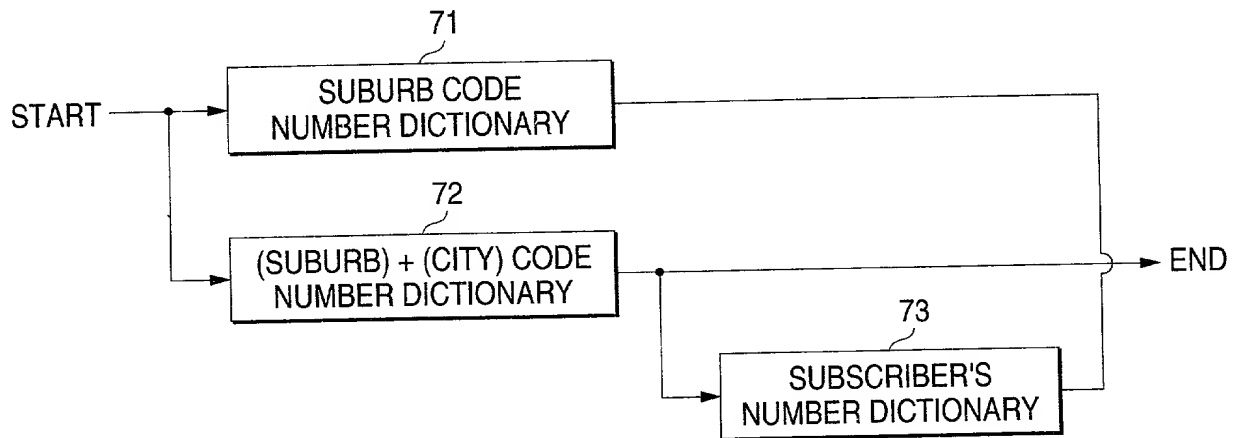 71
SUBURB CODE
NUMBER DICTIONARY
START
72
(SUBURB) + (CITY) CODE
NUMBER DICTIONARY
END
73
SUBSCRIBER'S
NUMBER DICTIONARY